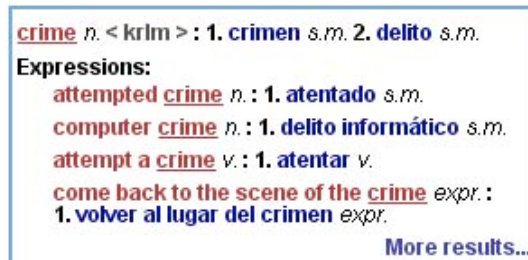 crime n. < krIm > : 1. crimen s.m. 2. delito s.m.
Expressions:
attempted crime n. : 1. atentado s.m.
computer crime n. : 1. delito informático s.m.
attempt a crime v. : 1. atentar v.
come back to the scene of the crime expr. :
1. volver al lugar del crimen expr.
More results...